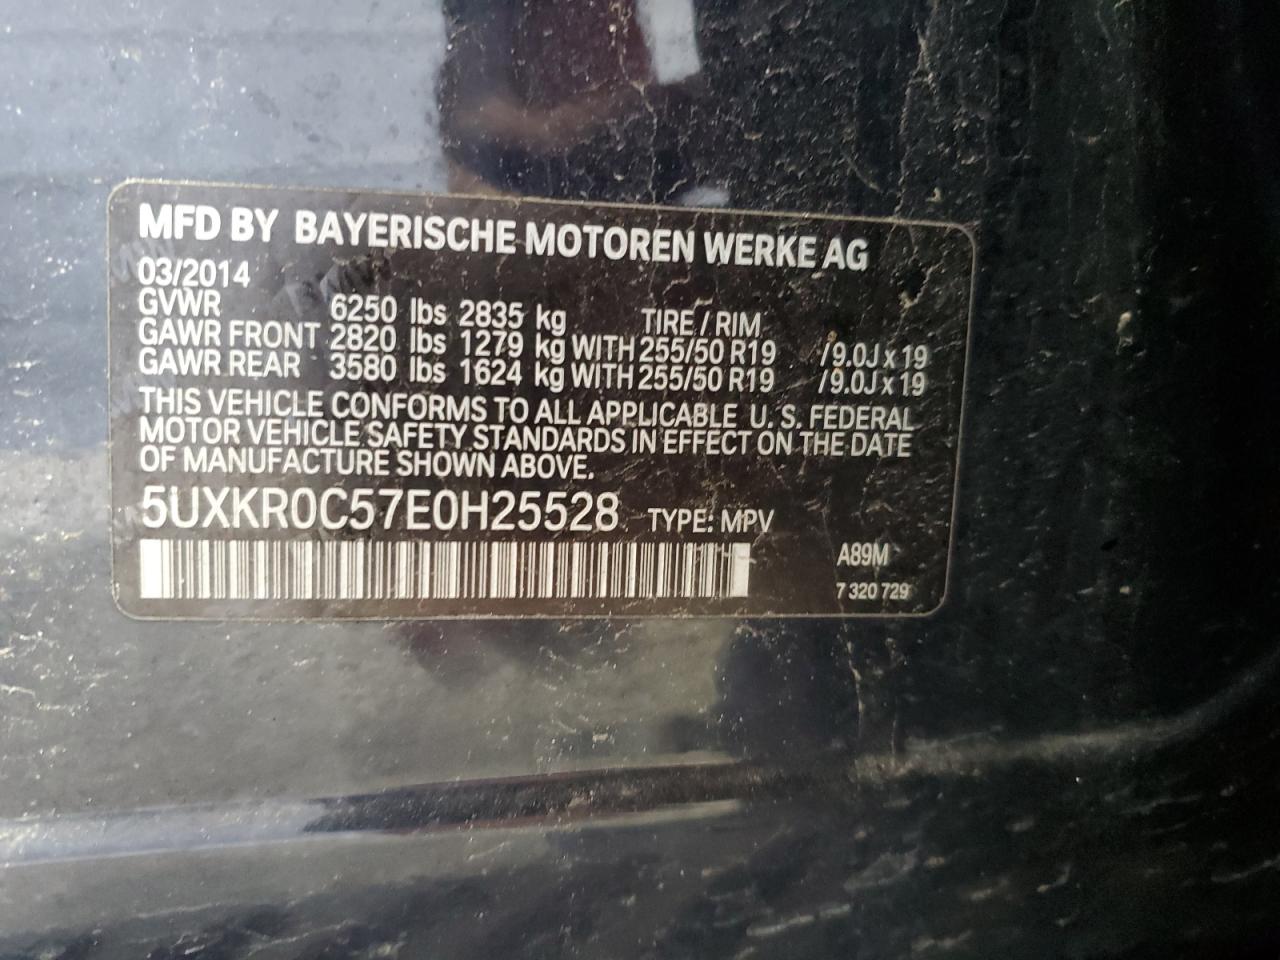 MFD BY BAYERISCHE MOTOREN WERKE AG
03/2014
GVWR 6250 lbs 2835 kg TIRE / RIM
GAWR FRONT 2820 lbs 1279 kg WITH 255/50 R19 /9.0J x 19
GAWR REAR 3580 lbs 1624 kg WITH 255/50 R19 /9.0J x 19
THIS VEHICLE CONFORMS TO ALL APPLICABLE U. S. FEDERAL
MOTOR VEHICLE SAFETY STANDARDS IN EFFECT ON THE DATE
OF MANUFACTURE SHOWN ABOVE.
5UXKR0C57E0H25528 TYPE: MPV
A89M
7 320 729